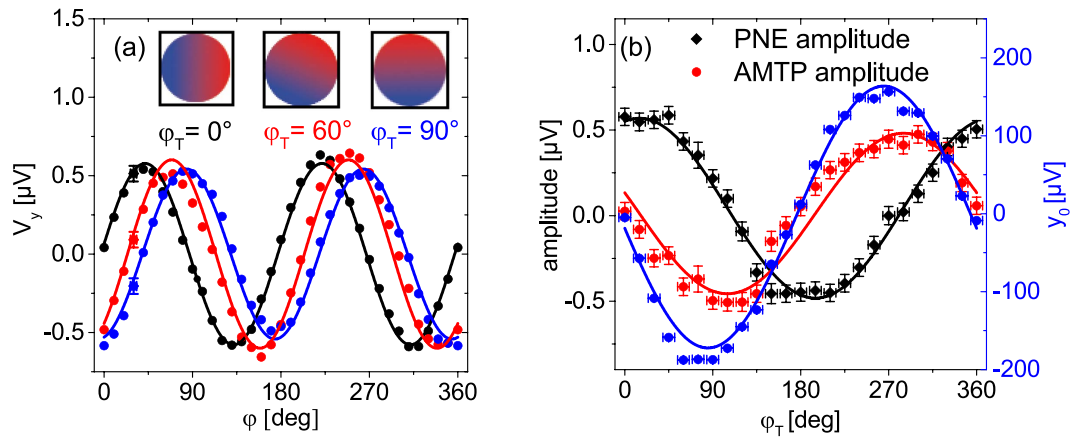 (a)
φT = 0°
φT = 60°
φT = 90°
1.5
1.0
0.5
0.0
-0.5
Vy [µV]
0
90
180
270
360
φ [deg]
(b)
PNE amplitude
AMTP amplitude
1.0
0.5
0.0
-0.5
amplitude [µV]
200
100
0
-100
-200
y0 [µV]
0
90
180
270
360
φT [deg]